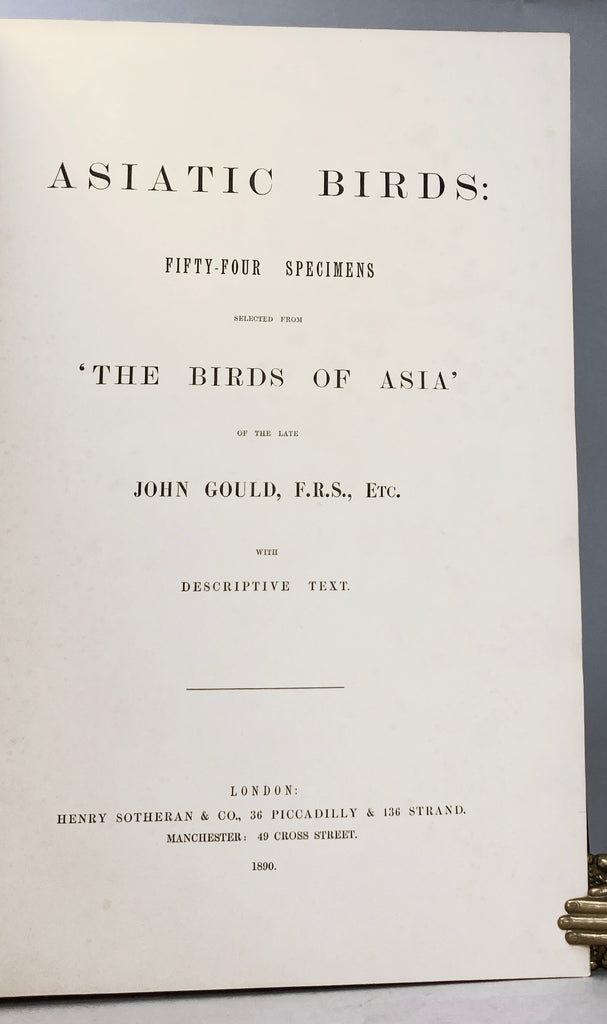 ASIATIC BIRDS:
FIFTY-FOUR SPECIMENS
SELECTED FROM
‘THE BIRDS OF ASIA’
OF THE LATE
JOHN GOULD, F.R.S., ETC.
WITH
DESCRIPTIVE TEXT.
LONDON:
HENRY SOTHERAN & CO., 36 PICCADILLY & 136 STRAND.
MANCHESTER: 49 CROSS STREET.
1890.